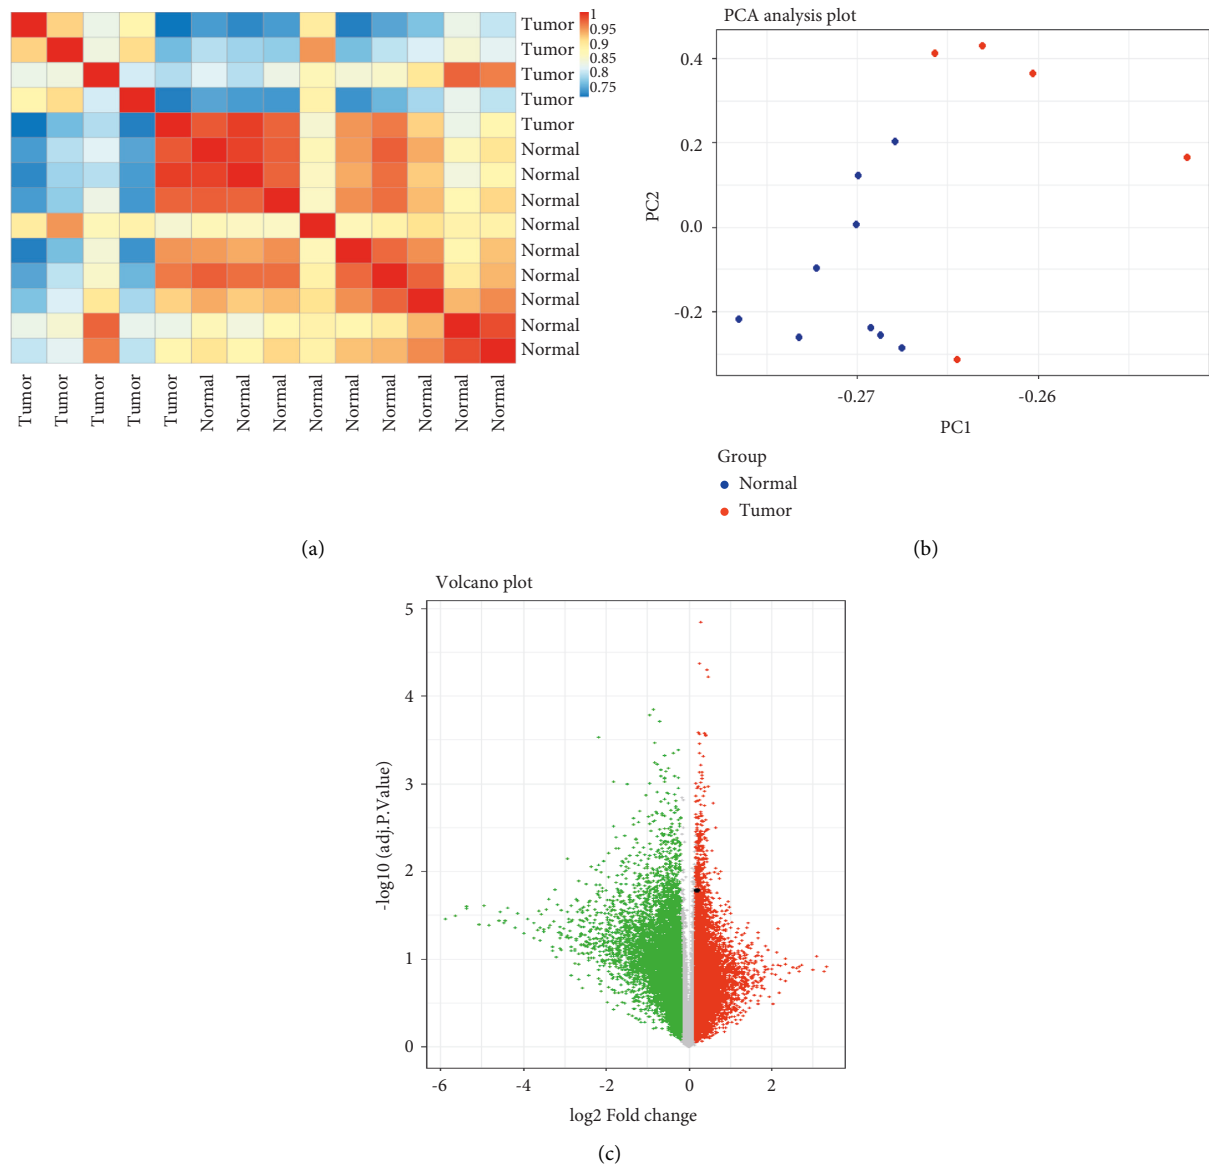 1
0.95
0.9
0.85
0.8
0.75
Tumor
Tumor
Tumor
Tumor
Tumor
Normal
Normal
Normal
Normal
Normal
Normal
Normal
Normal
Normal
Tumor
Tumor
Tumor
Tumor
Tumor
Normal
Normal
Normal
Normal
Normal
Normal
Normal
Normal
Normal
(a)
PCA analysis plot
0.4
0.2
0.0
-0.2
PC2
-0.27
-0.26
PC1
Group
Normal
Tumor
(b)
Volcano plot
5
4
3
2
1
0
-log10 (adj.P.Value)
-6
-4
-2
0
2
log2 Fold change
(c)